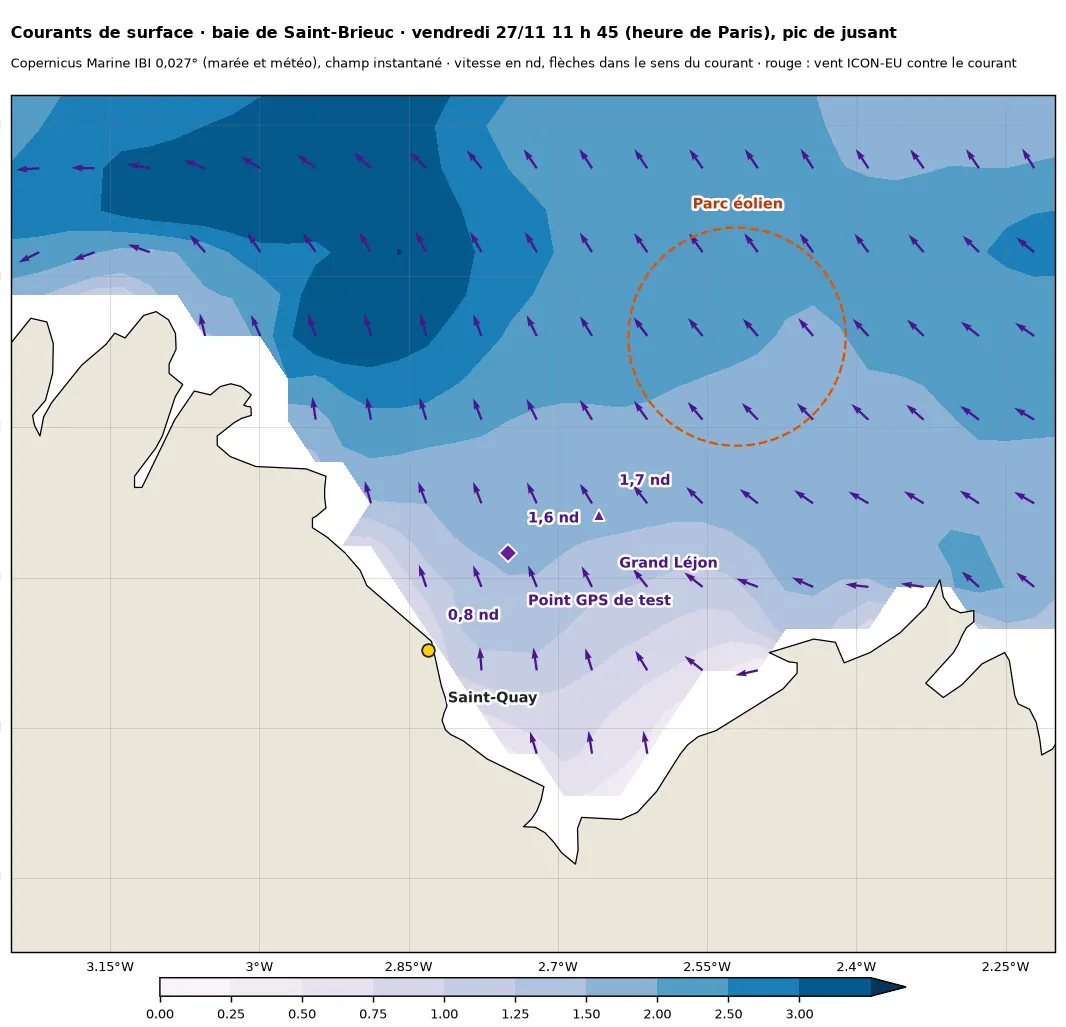 Courants de surface · baie de Saint-Brieuc · vendredi 27/11 11 h 45 (heure de Paris), pic de jusant
Copernicus Marine IBI 0,027° (marée et météo), champ instantané · vitesse en nd, flèches dans le sens du courant · rouge : vent ICON-EU contre le courant
Parc éolien
1,7 nd
1,6 nd
Grand Léjon
Point GPS de test
0,8 nd
Saint-Quay
3.15°W 3°W 2.85°W 2.7°W 2.55°W 2.4°W 2.25°W
0.00 0.25 0.50 0.75 1.00 1.25 1.50 2.00 2.50 3.00